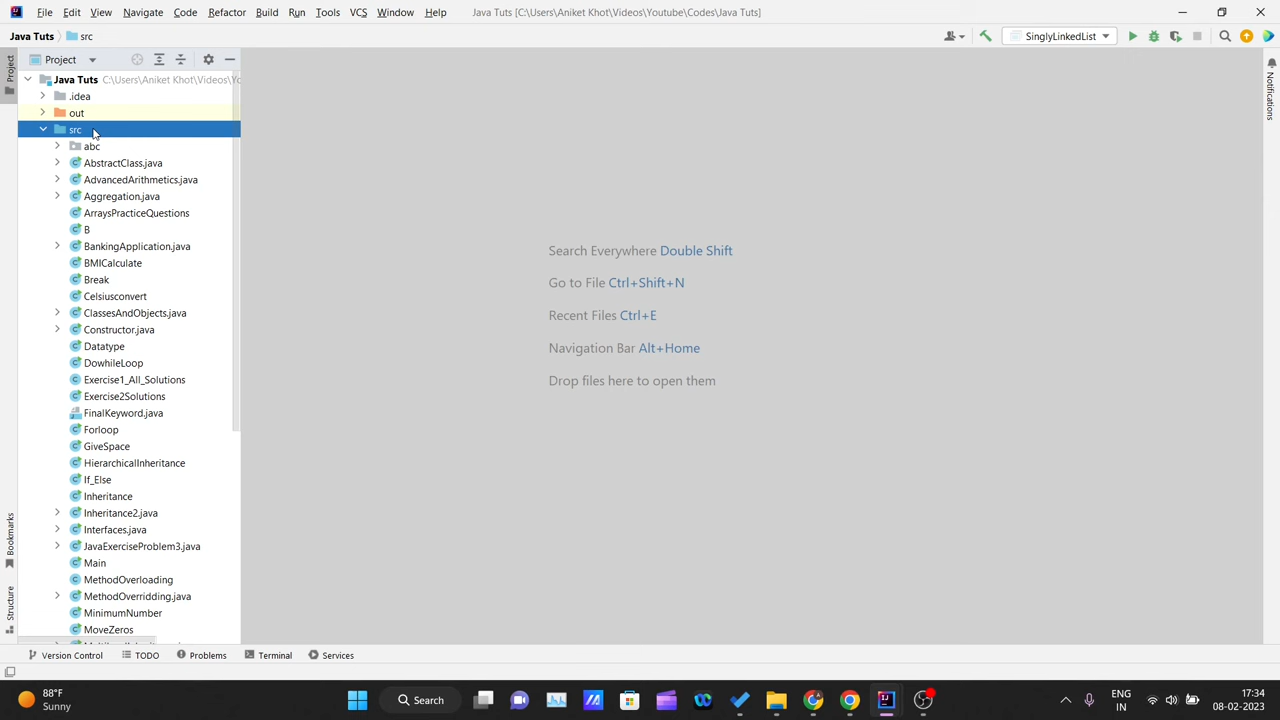 File Edit View Navigate Code Refactor Build Run Tools VCS Window Help Java Tuts [C:\Users\Aniket Khot\Videos\Youtube\Codes\Java Tuts]
Java Tuts src SinglyLinkedList
Project Project
Java Tuts C:\Users\Aniket Khot\Videos\Yo
.idea
out
src
abc
AbstractClass.java
AdvancedArithmetics.java
Aggregation.java
ArraysPracticeQuestions
B
BankingApplication.java
BMICalculate
Break
Celsiusconvert
ClassesAndObjects.java
Constructor.java
Datatype
DowhileLoop
Exercise1_All_Solutions
Exercise2Solutions
FinalKeyword.java
Forloop
GiveSpace
HierarchicalInheritance
If_Else
Inheritance
Inheritance2.java
Interfaces.java
JavaExerciseProblem3.java
Main
MethodOverloading
MethodOverridding.java
MinimumNumber
MoveZeros
Search Everywhere Double Shift
Go to File Ctrl+Shift+N
Recent Files Ctrl+E
Navigation Bar Alt+Home
Drop files here to open them
Notifications
Bookmarks
Structure
Version Control TODO Problems Terminal Services
88°F
Sunny
Search
ENG
IN
17:34
08-02-2023